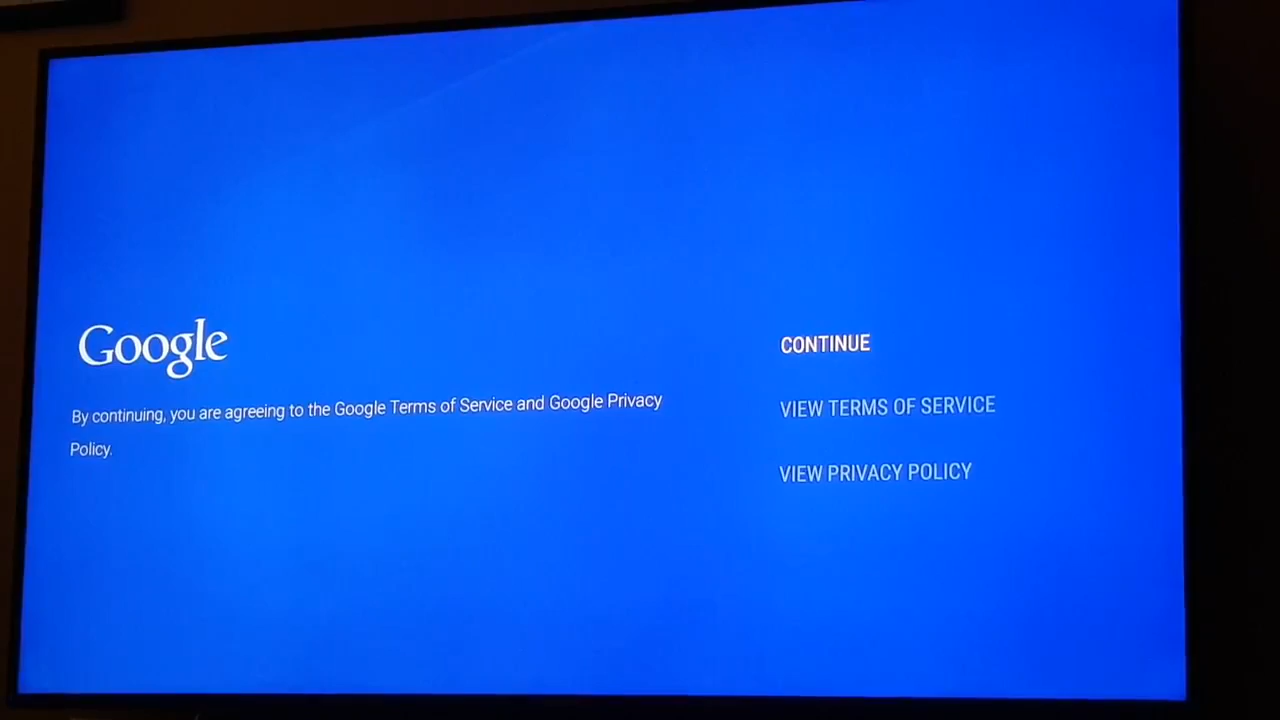 Google
By continuing, you are agreeing to the Google Terms of Service and Google Privacy
Policy.
CONTINUE
VIEW TERMS OF SERVICE
VIEW PRIVACY POLICY